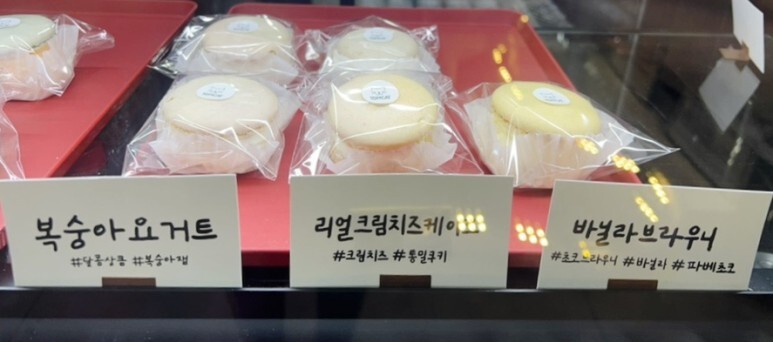 복숭아요거트
#달콤상콤 #복숭아잼
리얼크림치즈케이크
#크림치즈 #통밀쿠키
바닐라브라우니
#초코브라우니 #바닐라 #파베초코